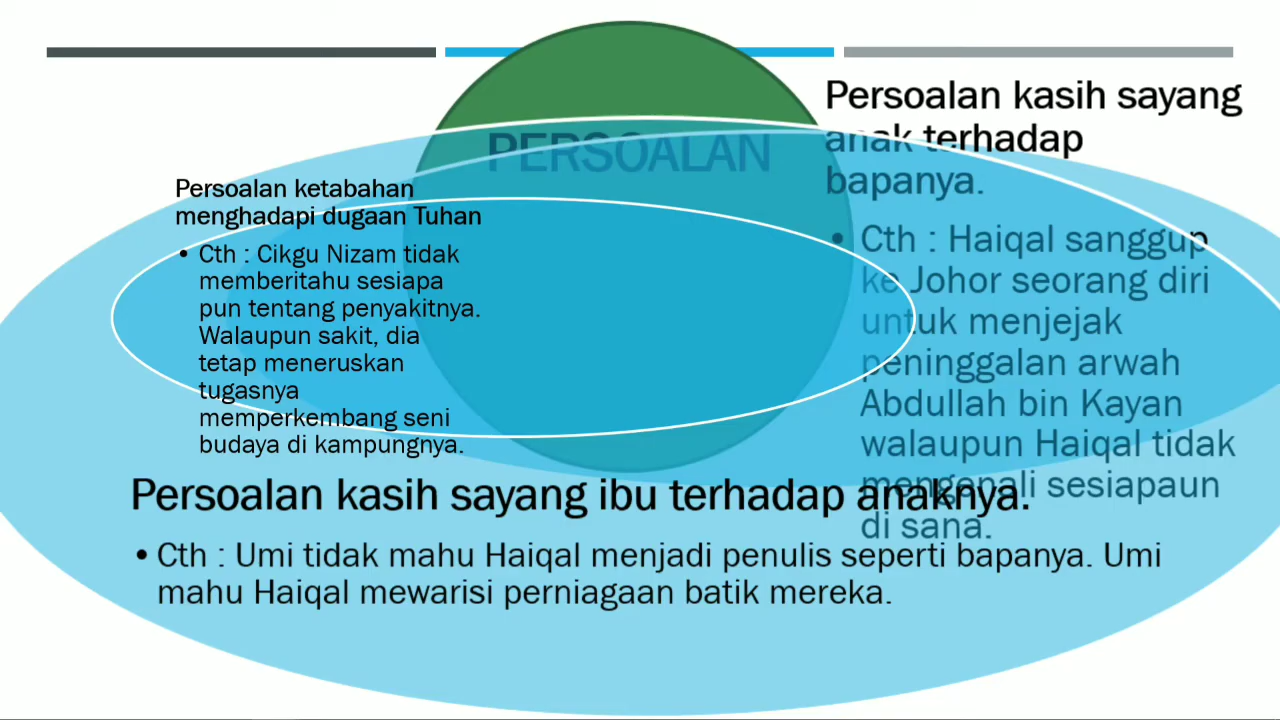 PERSOALAN
Persoalan ketabahan
menghadapi dugaan Tuhan
• Cth : Cikgu Nizam tidak
memberitahu sesiapa
pun tentang penyakitnya.
Walaupun sakit, dia
tetap meneruskan
tugasnya
memperkembang seni
budaya di kampungnya.
Persoalan kasih sayang
anak terhadap
bapanya.
• Cth : Haiqal sanggup
ke Johor seorang diri
untuk menjejak
peninggalan arwah
Abdullah bin Kayan
walaupun Haiqal tidak
mengenali sesiapaun
di sana.
Persoalan kasih sayang ibu terhadap anaknya.
• Cth : Umi tidak mahu Haiqal menjadi penulis seperti bapanya. Umi
mahu Haiqal mewarisi perniagaan batik mereka.